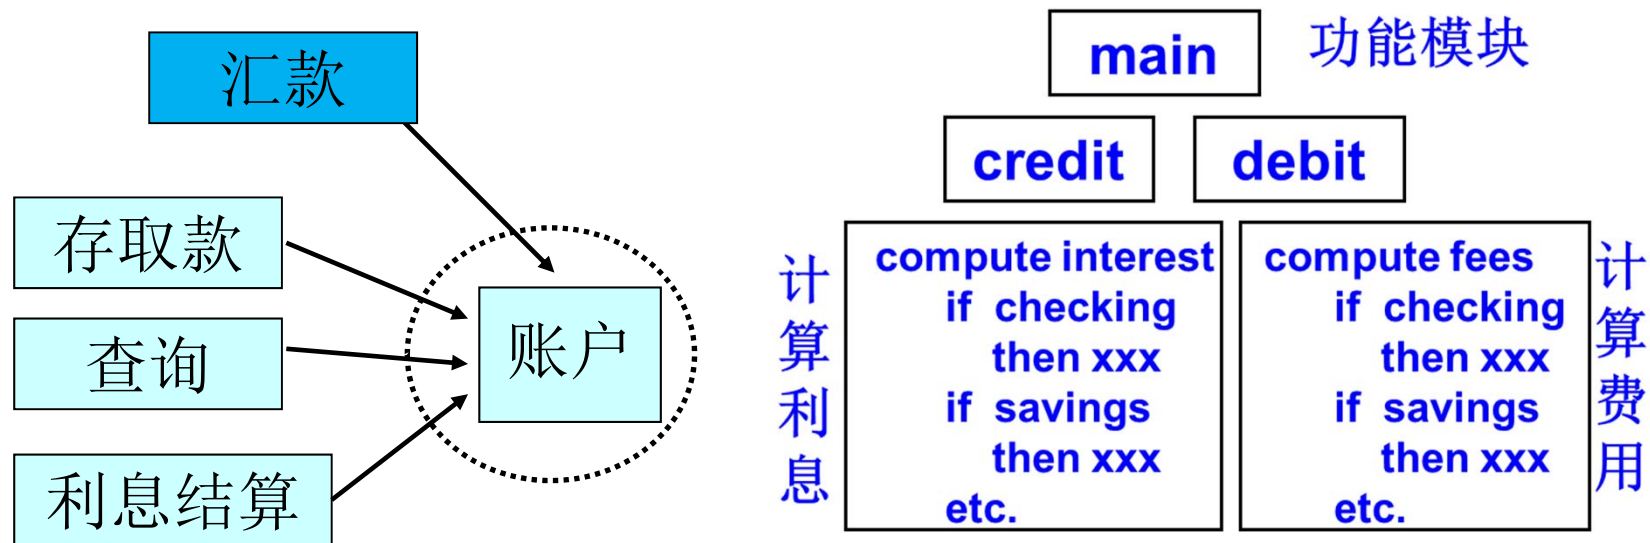 汇款
存取款
查询
利息结算
账户
main
功能模块
credit
debit
计算利息
compute interest
if checking
then xxx
if savings
then xxx
etc.
compute fees
if checking
then xxx
if savings
then xxx
etc.
计算费用